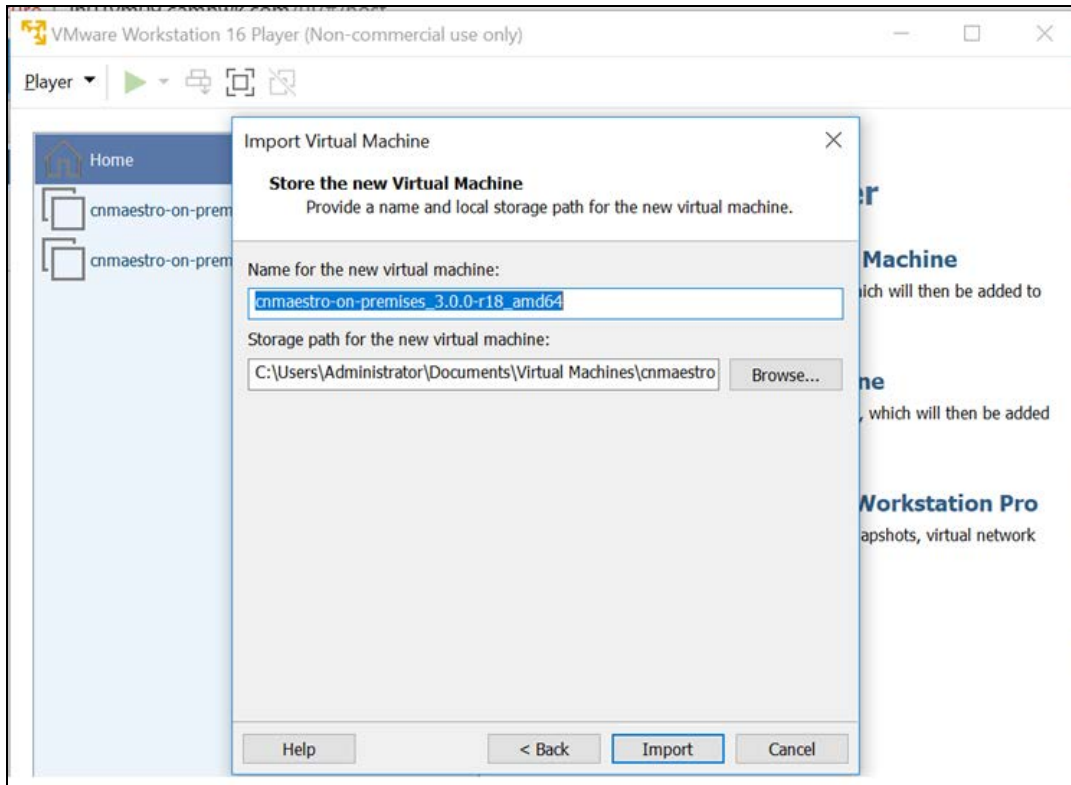 VMware Workstation 16 Player (Non-commercial use only)
Player
Home
cnmaestro-on-prem
cnmaestro-on-prem
Import Virtual Machine
Store the new Virtual Machine
Provide a name and local storage path for the new virtual machine.
Name for the new virtual machine:
cnmaestro-on-premises_3.0.0-r18_amd64
Storage path for the new virtual machine:
C:\Users\Administrator\Documents\Virtual Machines\cnmaestro
Browse...
Help
< Back
Import
Cancel
er
Machine
hich will then be added to
ne
, which will then be added
Workstation Pro
apshots, virtual network